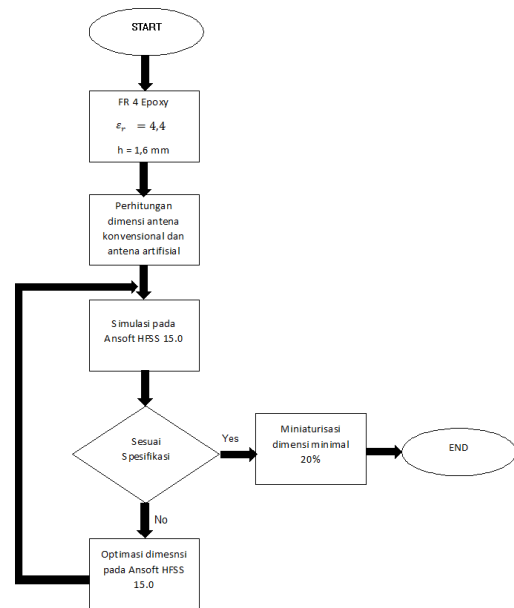 START
FR 4 Epoxy
εᵣ = 4,4
h = 1,6 mm
Perhitungan
dimensi antena
konvensional dan
antena artifisial
Simulasi pada
Ansoft HFSS 15.0
Sesuai
Spesifikasi
Yes
Miniaturisasi
dimensi minimal
20%
END
No
Optimasi dimesnsi
pada Ansoft HFSS
15.0